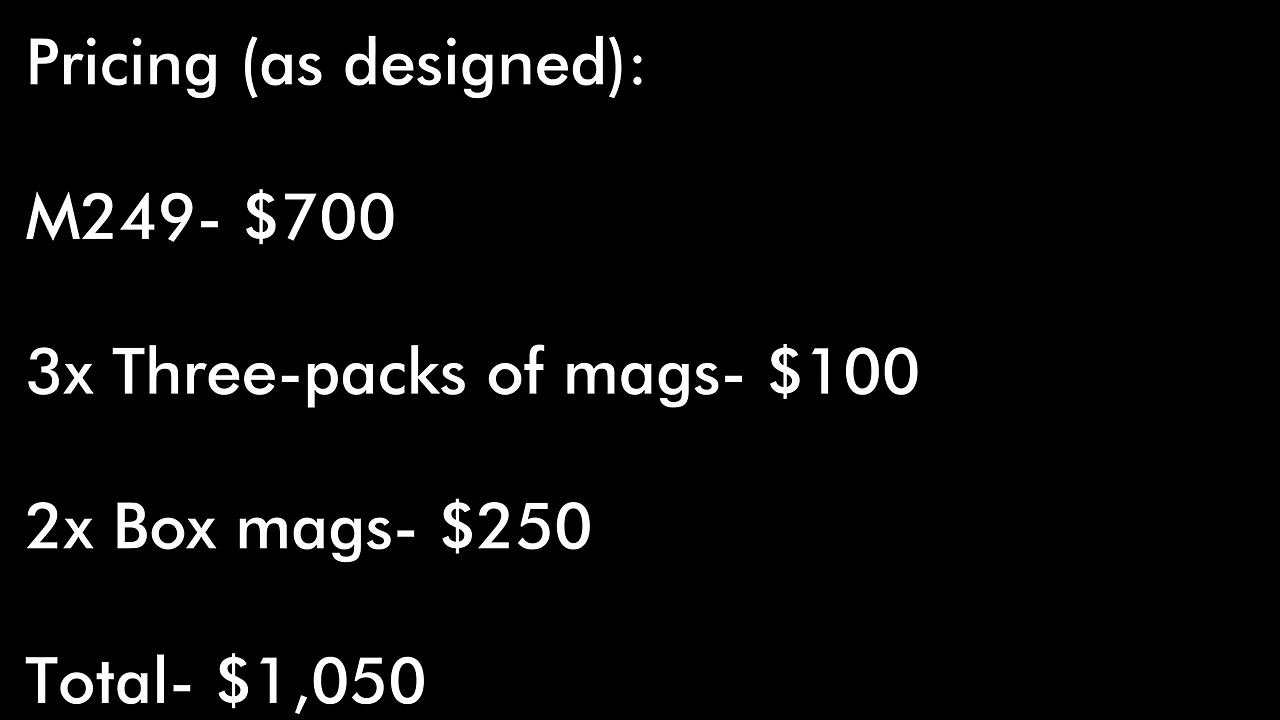 Pricing (as designed):
M249- $700
3x Three-packs of mags- $100
2x Box mags- $250
Total- $1,050